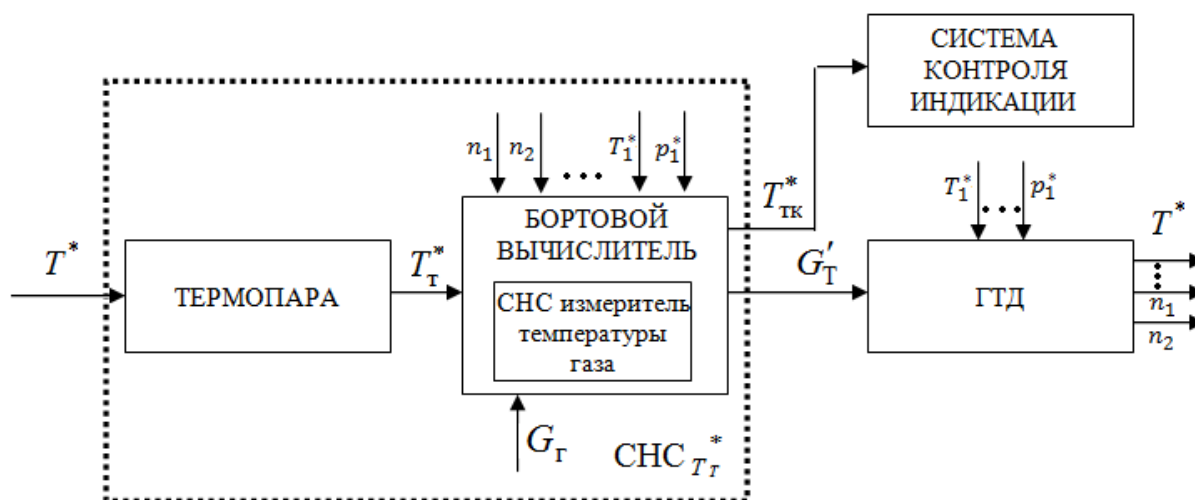 СИСТЕМА
КОНТРОЛЯ
ИНДИКАЦИИ
n₁ n₂ ••• T₁* p₁*
T*тк
T₁* ••• p₁*
T*
ТЕРМОПАРА
T*т
БОРТОВОЙ
ВЫЧИСЛИТЕЛЬ
СНС измеритель
температуры
газа
G′Т
ГТД
T*
n₁
n₂
Gг
СНС Tт*